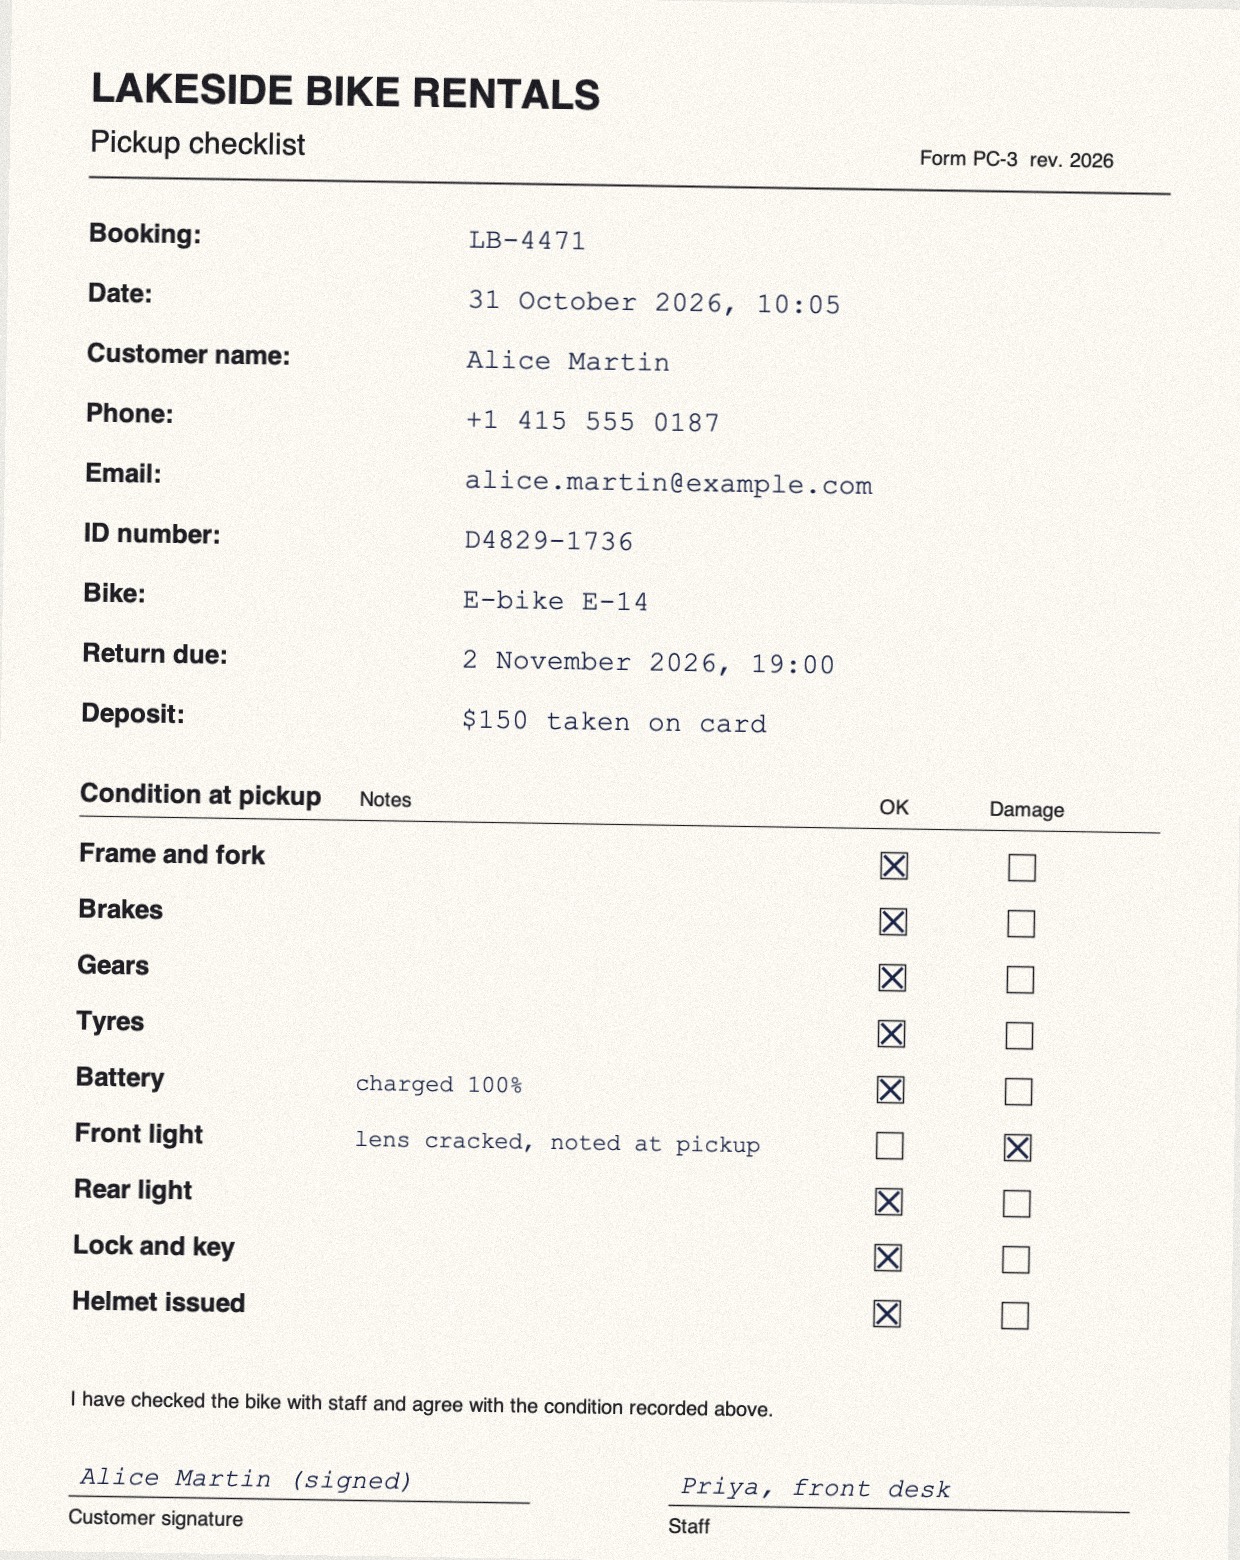 LAKESIDE BIKE RENTALS
Pickup checklist
Form PC-3 rev. 2026
Booking: LB-4471
Date: 31 October 2026, 10:05
Customer name: Alice Martin
Phone: +1 415 555 0187
Email: alice.martin@example.com
ID number: D4829-1736
Bike: E-bike E-14
Return due: 2 November 2026, 19:00
Deposit: $150 taken on card
Condition at pickup Notes OK Damage
Frame and fork
Brakes
Gears
Tyres
Battery charged 100%
Front light lens cracked, noted at pickup
Rear light
Lock and key
Helmet issued
I have checked the bike with staff and agree with the condition recorded above.
Alice Martin (signed) Priya, front desk
Customer signature Staff